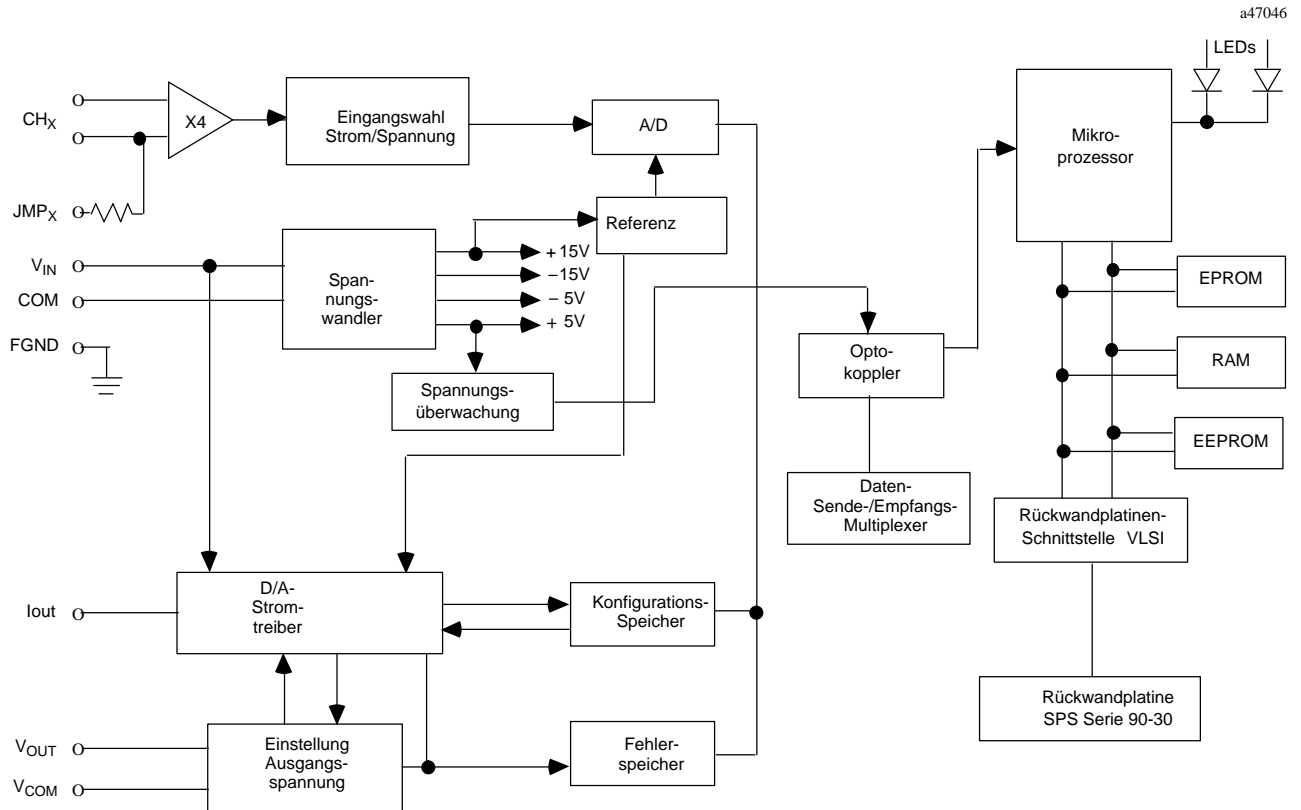 a47046
LEDs
CHX
X4
Eingangswahl
Strom/Spannung
A/D
Mikro-
prozessor
JMPX
Referenz
VIN
COM
FGND
Span-
nungs-
wandler
+ 15V
– 15V
– 5V
+ 5V
Spannungs-
überwachung
Opto-
koppler
EPROM
RAM
EEPROM
Daten-
Sende-/Empfangs-
Multiplexer
Rückwandplatinen-
Schnittstelle VLSI
Iout
D/A-
Strom-
treiber
Konfigurations-
Speicher
Rückwandplatine
SPS Serie 90-30
VOUT
VCOM
Einstellung
Ausgangs-
spannung
Fehler-
speicher